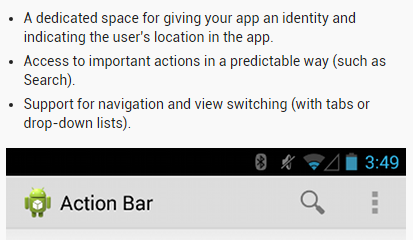 • A dedicated space for giving your app an identity and
indicating the user's location in the app.
• Access to important actions in a predictable way (such as
Search).
• Support for navigation and view switching (with tabs or
drop-down lists).
3:49
Action Bar